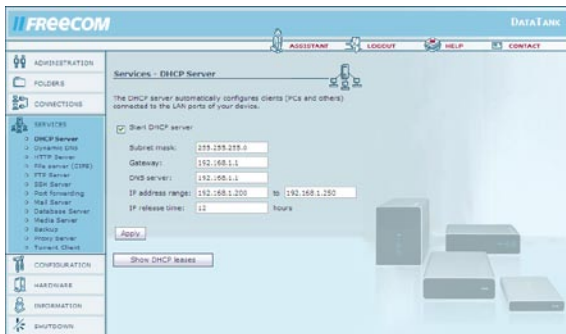 FREECOM
DATATANK
ASSISTANT LOGOUT HELP CONTACT
ADMINISTRATION
FOLDERS
CONNECTIONS
SERVICES
DHCP Server
Dynamic DNS
HTTP Server
File server (CIFS)
FTP Server
SSH Server
Port forwarding
Mail Server
Database Server
Media Server
Backup
Proxy Server
Torrent Client
CONFIGURATION
HARDWARE
INFORMATION
SHUTDOWN
Services - DHCP Server
The DHCP server automatically configures clients (PCs and others)
connected to the LAN ports of your device.
Start DHCP server
Subnet mask: 255.255.255.0
Gateway: 192.168.1.1
DNS server: 192.168.1.1
IP address range: 192.168.1.200 to 192.168.1.250
IP release time: 12 hours
Apply
Show DHCP leases